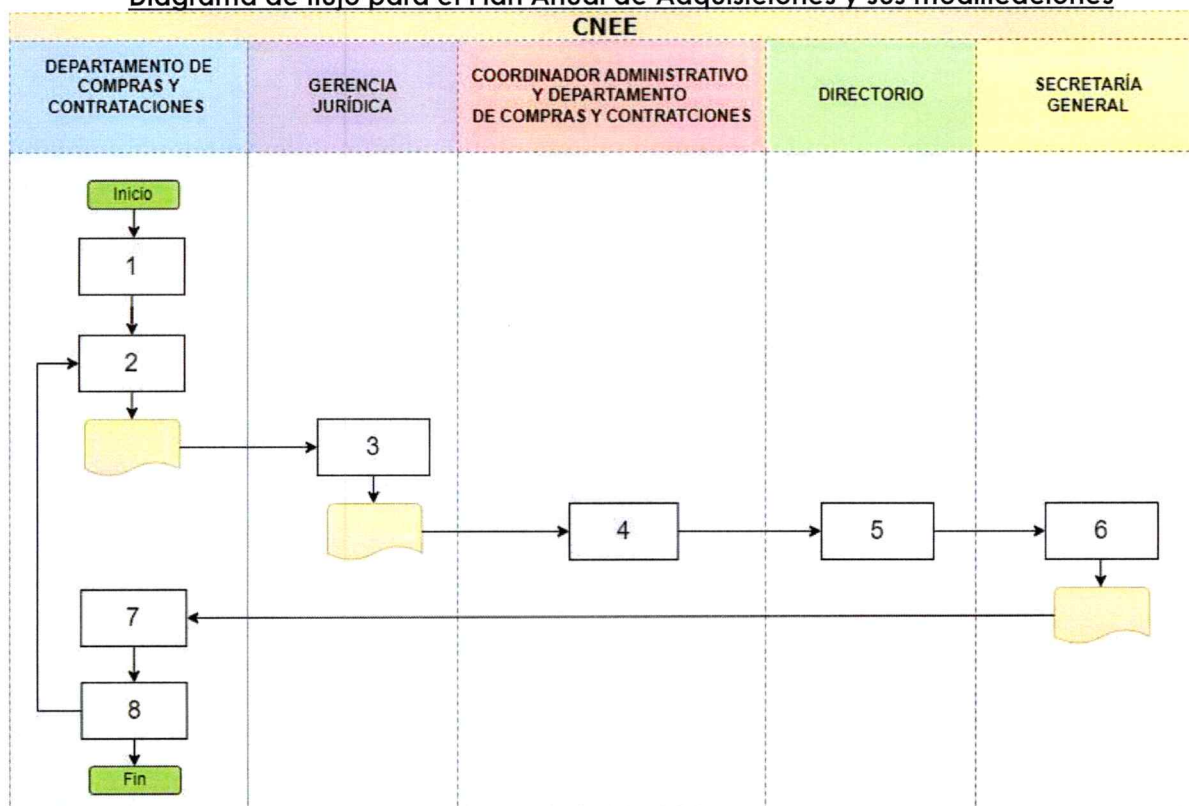 Diagrama de flujo para el Plan Anual de Adquisiciones y sus modificaciones
CNEE
DEPARTAMENTO DE
COMPRAS Y
CONTRATACIONES
GERENCIA
JURÍDICA
COORDINADOR ADMINISTRATIVO
Y DEPARTAMENTO
DE COMPRAS Y CONTRATCIONES
DIRECTORIO
SECRETARÍA
GENERAL
Inicio
1
2
3
4
5
6
7
8
Fin